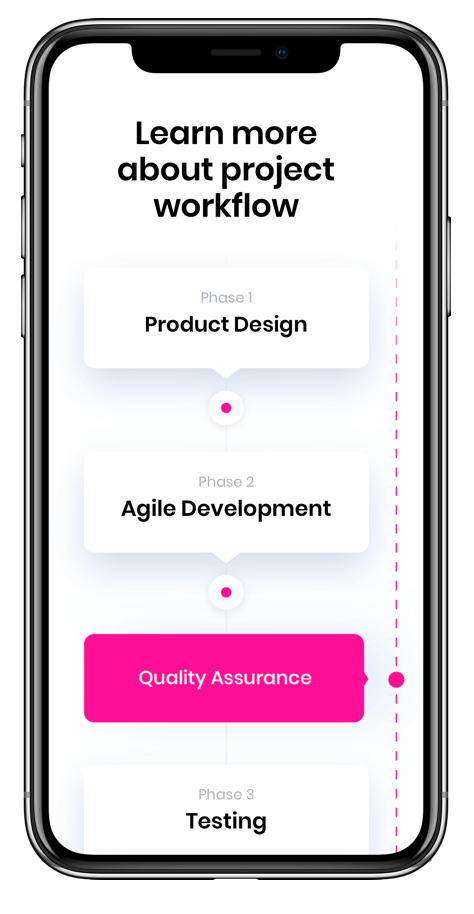 Learn more
about project
workflow
Phase 1
Product Design
Phase 2
Agile Development
Quality Assurance
Phase 3
Testing